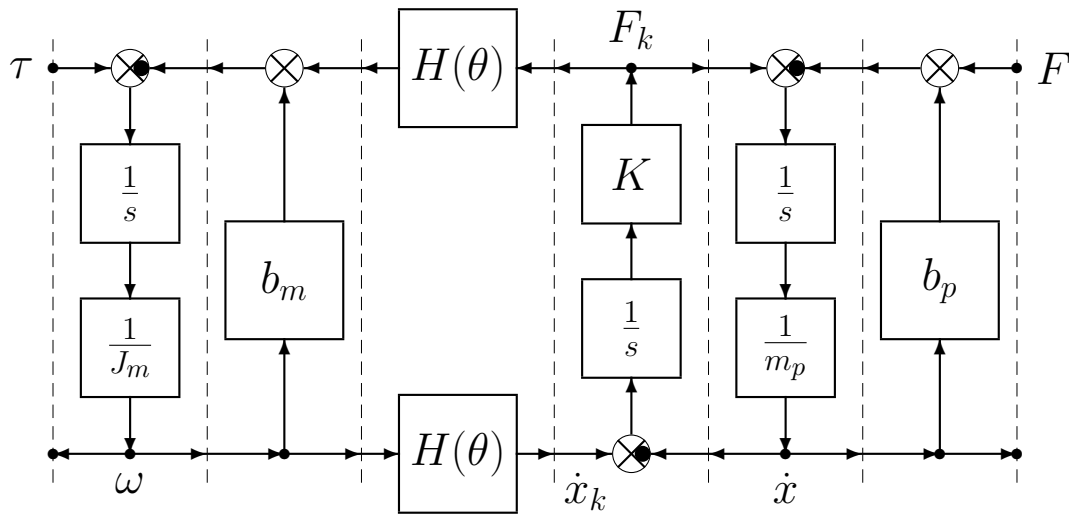 F_k
τ H(θ) F
1/s K 1/s
b_m b_p
1/J_m 1/s 1/m_p
H(θ)
ω ẋ_k ẋ